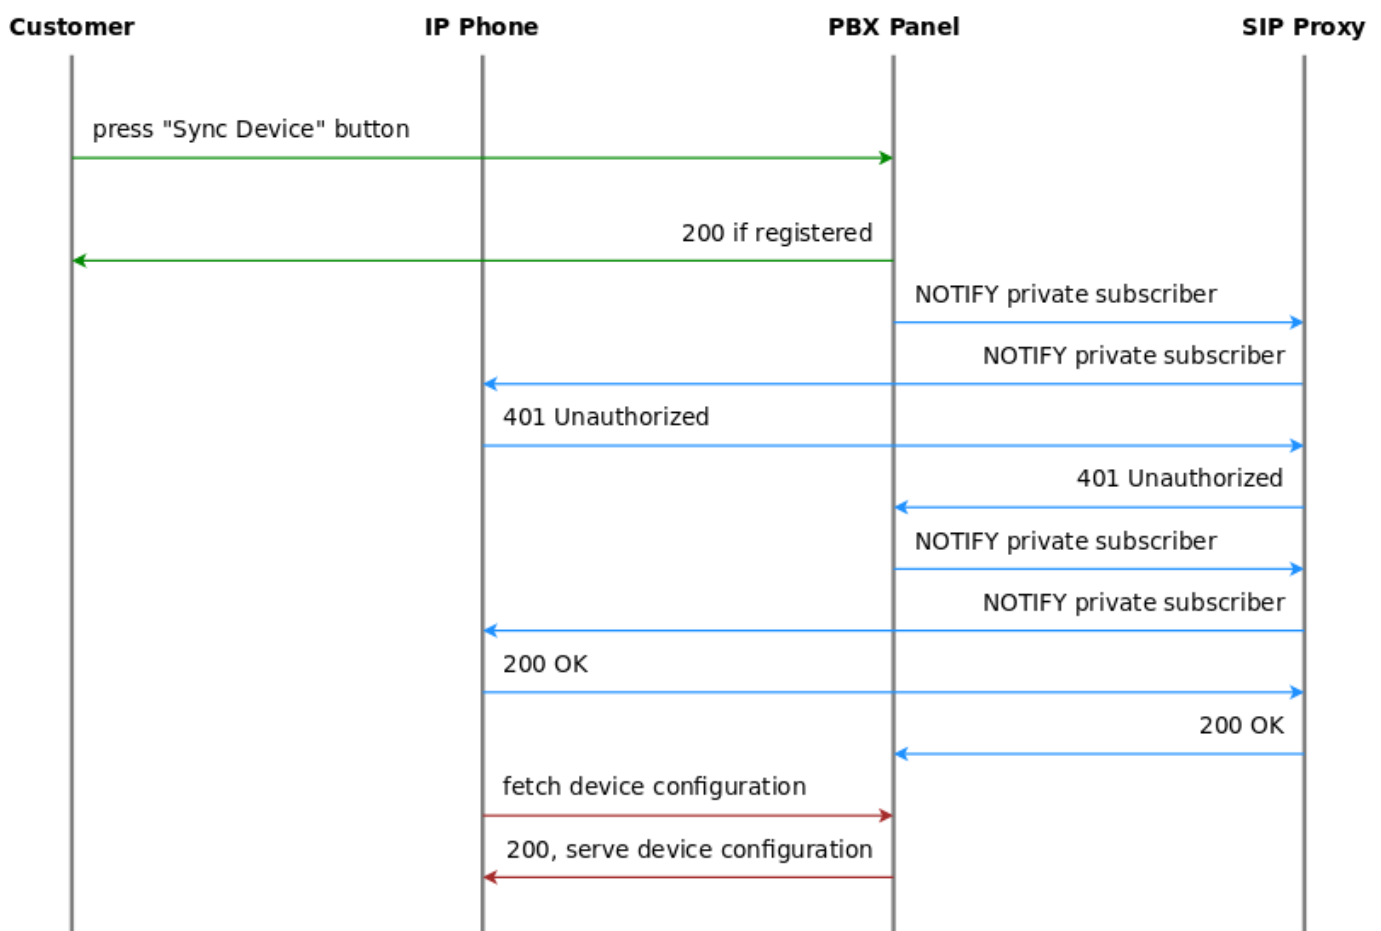 Customer IP Phone PBX Panel SIP Proxy
press "Sync Device" button
200 if registered
NOTIFY private subscriber
NOTIFY private subscriber
401 Unauthorized
401 Unauthorized
NOTIFY private subscriber
NOTIFY private subscriber
200 OK
200 OK
fetch device configuration
200, serve device configuration